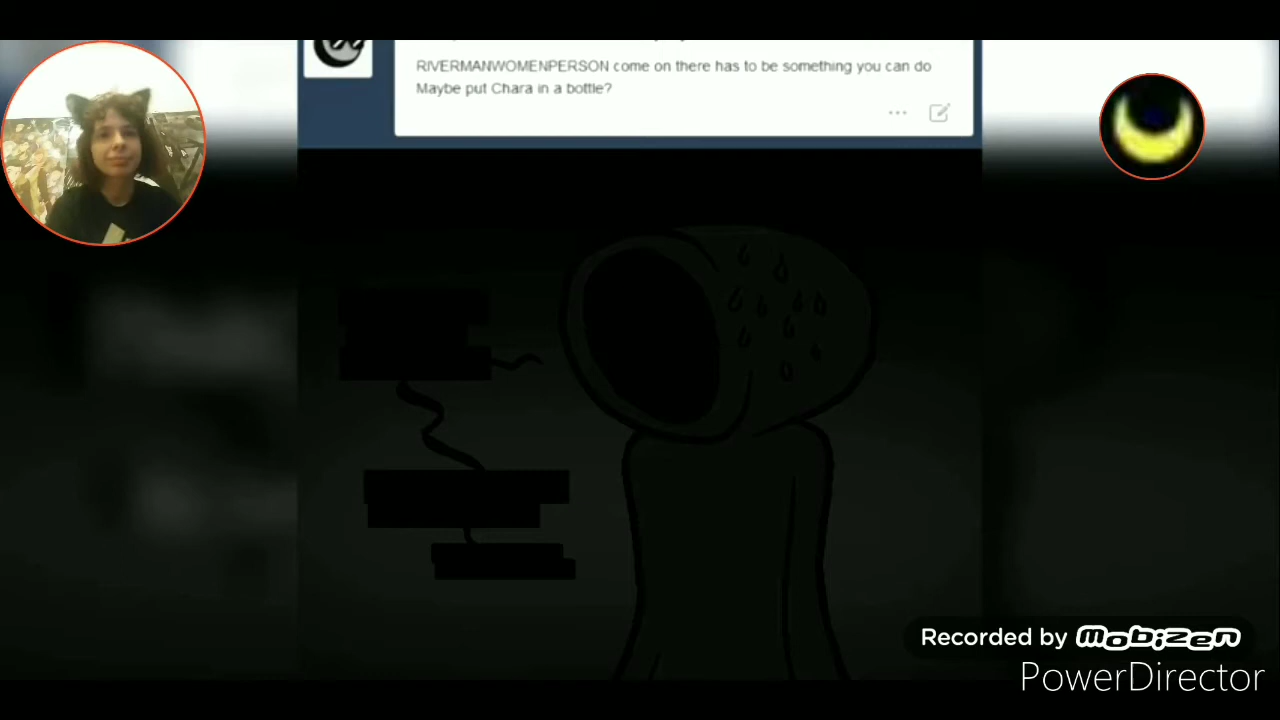 RIVERMANWOMENPERSON come on there has to be something you can do
Maybe put Chara in a bottle?
Recorded by mobizen
PowerDirector